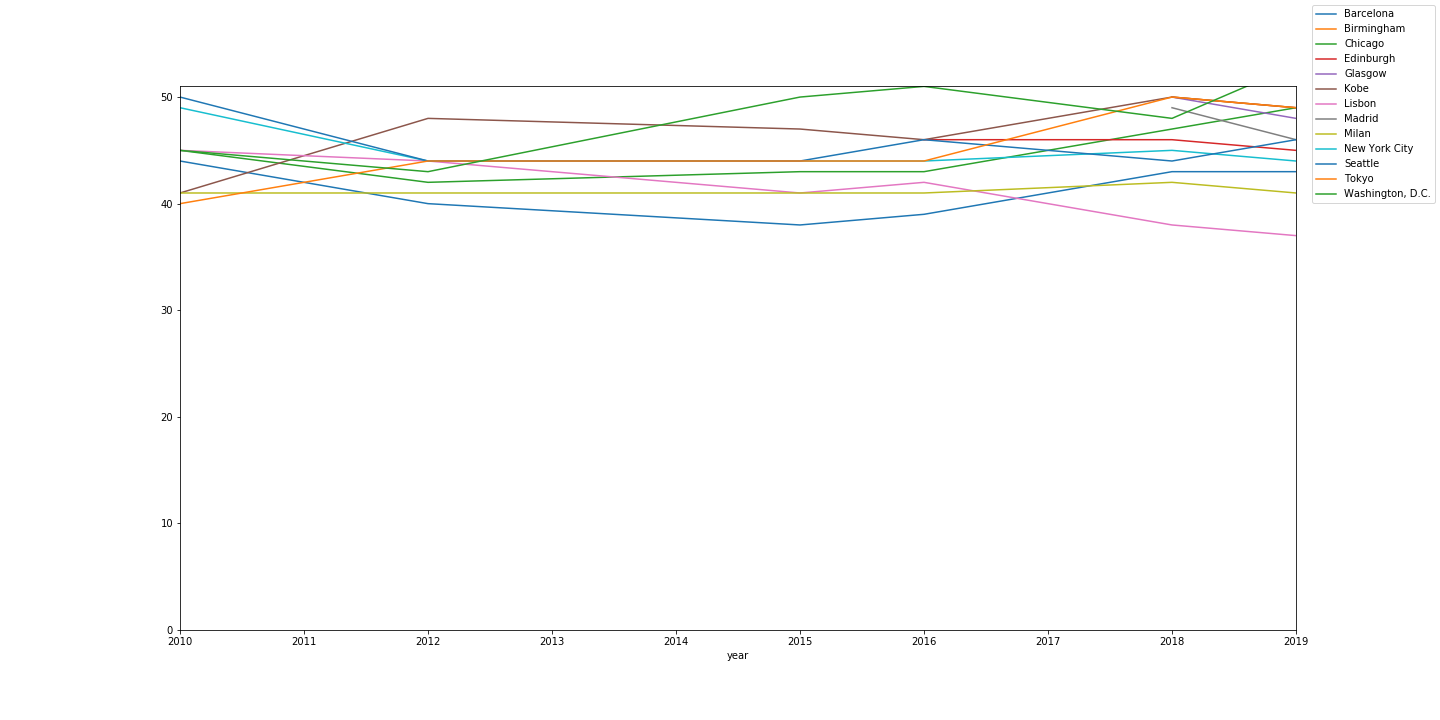 Barcelona
Birmingham
Chicago
Edinburgh
Glasgow
Kobe
Lisbon
Madrid
Milan
New York City
Seattle
Tokyo
Washington, D.C.
50
40
30
20
10
0
2010 2011 2012 2013 2014 2015 2016 2017 2018 2019
year